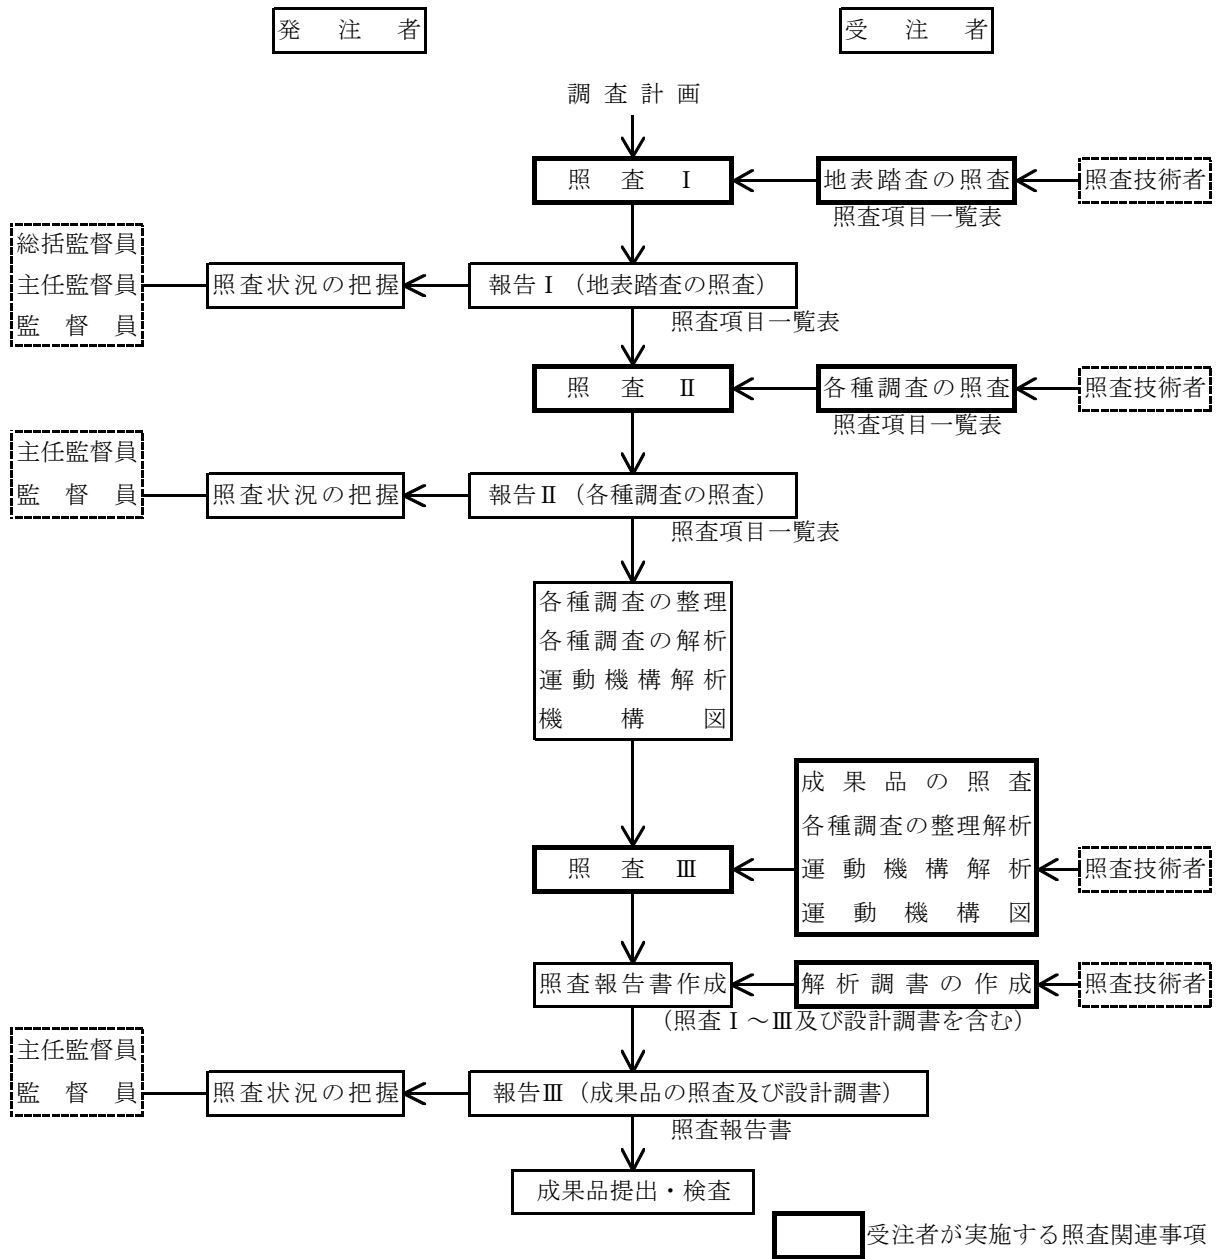 発注者
受注者
調査計画
照査Ⅰ
地表踏査の照査
照査技術者
照査項目一覧表
総括監督員
主任監督員
監督員
照査状況の把握
報告Ⅰ（地表踏査の照査）
照査項目一覧表
照査Ⅱ
各種調査の照査
照査技術者
照査項目一覧表
主任監督員
監督員
照査状況の把握
報告Ⅱ（各種調査の照査）
照査項目一覧表
各種調査の整理
各種調査の解析
運動機構解析
機構図
成果品の照査
各種調査の整理解析
運動機構解析
運動機構図
照査Ⅲ
照査技術者
照査報告書作成
解析調書の作成
照査技術者
（照査Ⅰ～Ⅲ及び設計調書を含む）
主任監督員
監督員
照査状況の把握
報告Ⅲ（成果品の照査及び設計調書）
照査報告書
成果品提出・検査
受注者が実施する照査関連事項